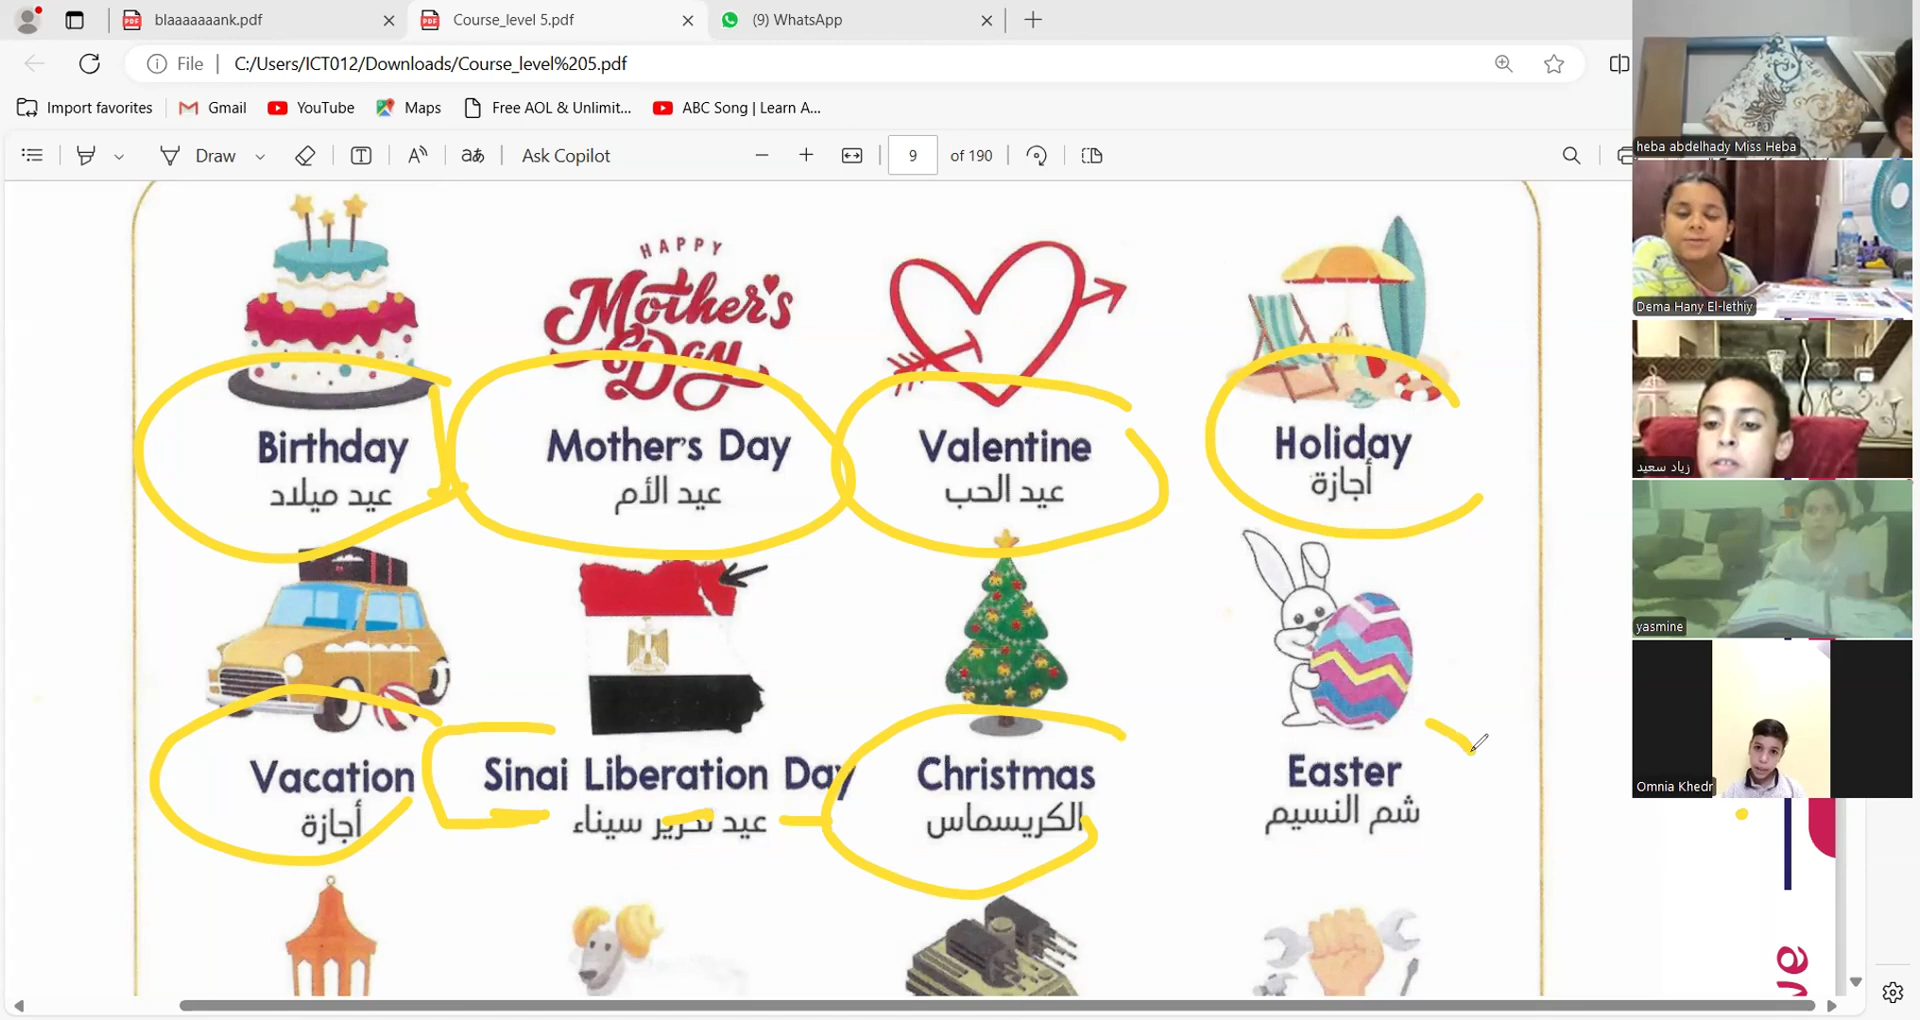 blaaaaaaank.pdf
Course_level 5.pdf
(9) WhatsApp
File
C:/Users/ICT012/Downloads/Course_level%205.pdf
Import favorites
Gmail
YouTube
Maps
Free AOL & Unlimit...
ABC Song | Learn A...
Draw
Ask Copilot
9
of 190
HAPPY
Mother's
Day
Birthday
Mother's Day
Valentine
Holiday
عيد ميلاد
عيد الأم
عيد الحب
أجازة
Vacation
Sinai Liberation Day
Christmas
Easter
أجازة
عيد تحرير سيناء
الكريسماس
شم النسيم
heba abdelhady Miss Heba
Dema Hany El-lethiy
زياد سعيد
yasmine
Omnia Khedr